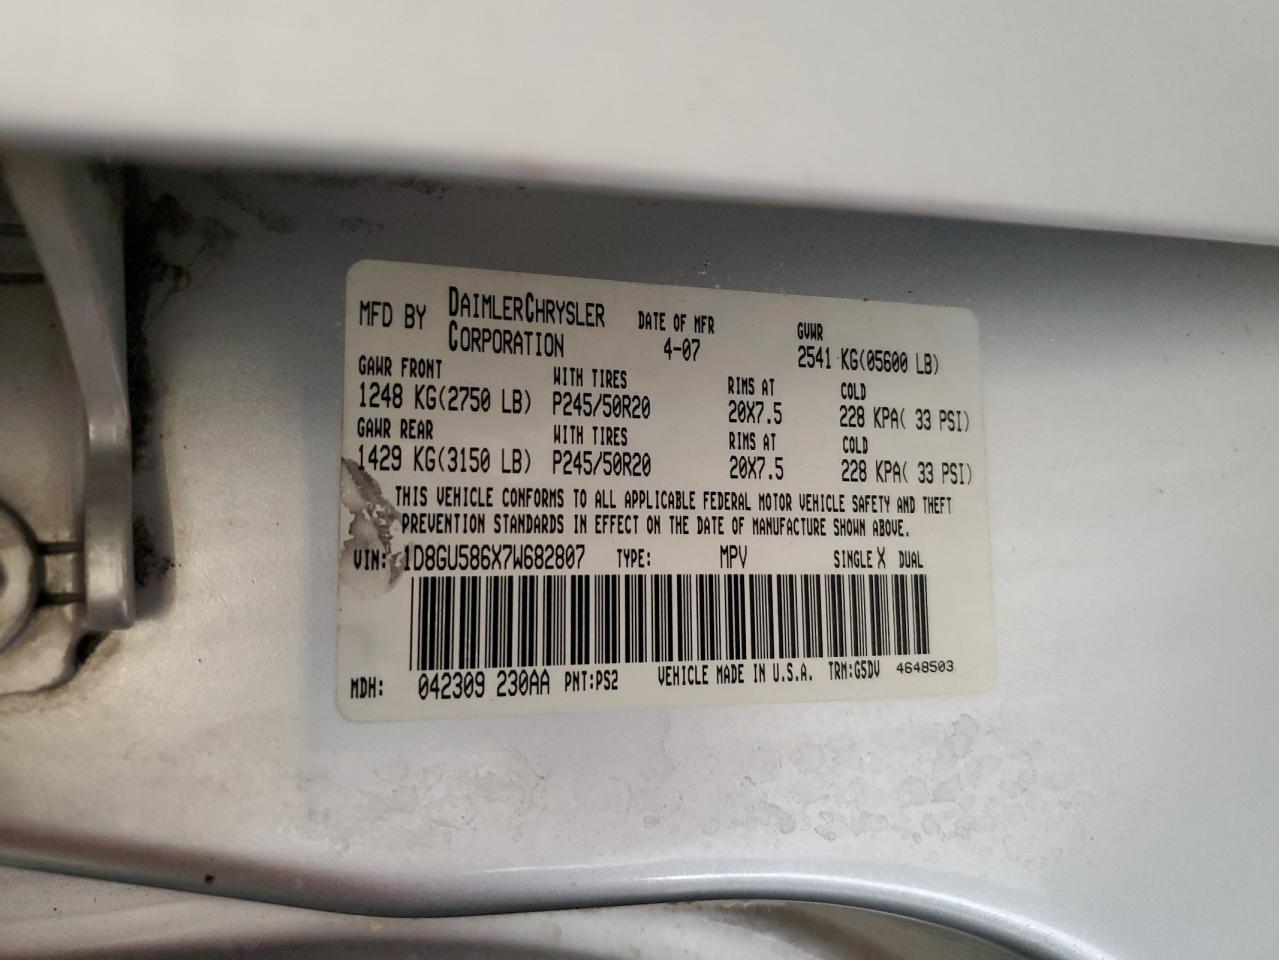 MFD BY DAIMLERCHRYSLER CORPORATION DATE OF MFR 4-07 GVWR 2541 KG(05600 LB)
GAWR FRONT WITH TIRES RIMS AT COLD
1248 KG(2750 LB) P245/50R20 20X7.5 228 KPA( 33 PSI)
GAWR REAR WITH TIRES RIMS AT COLD
1429 KG(3150 LB) P245/50R20 20X7.5 228 KPA( 33 PSI)
THIS VEHICLE CONFORMS TO ALL APPLICABLE FEDERAL MOTOR VEHICLE SAFETY AND THEFT
PREVENTION STANDARDS IN EFFECT ON THE DATE OF MANUFACTURE SHOWN ABOVE.
VIN: 1D8GU586X7W682807 TYPE: MPV SINGLE X DUAL
MDH: 042309 230AA PNT:PS2 VEHICLE MADE IN U.S.A. TRM:G5DV 4648503